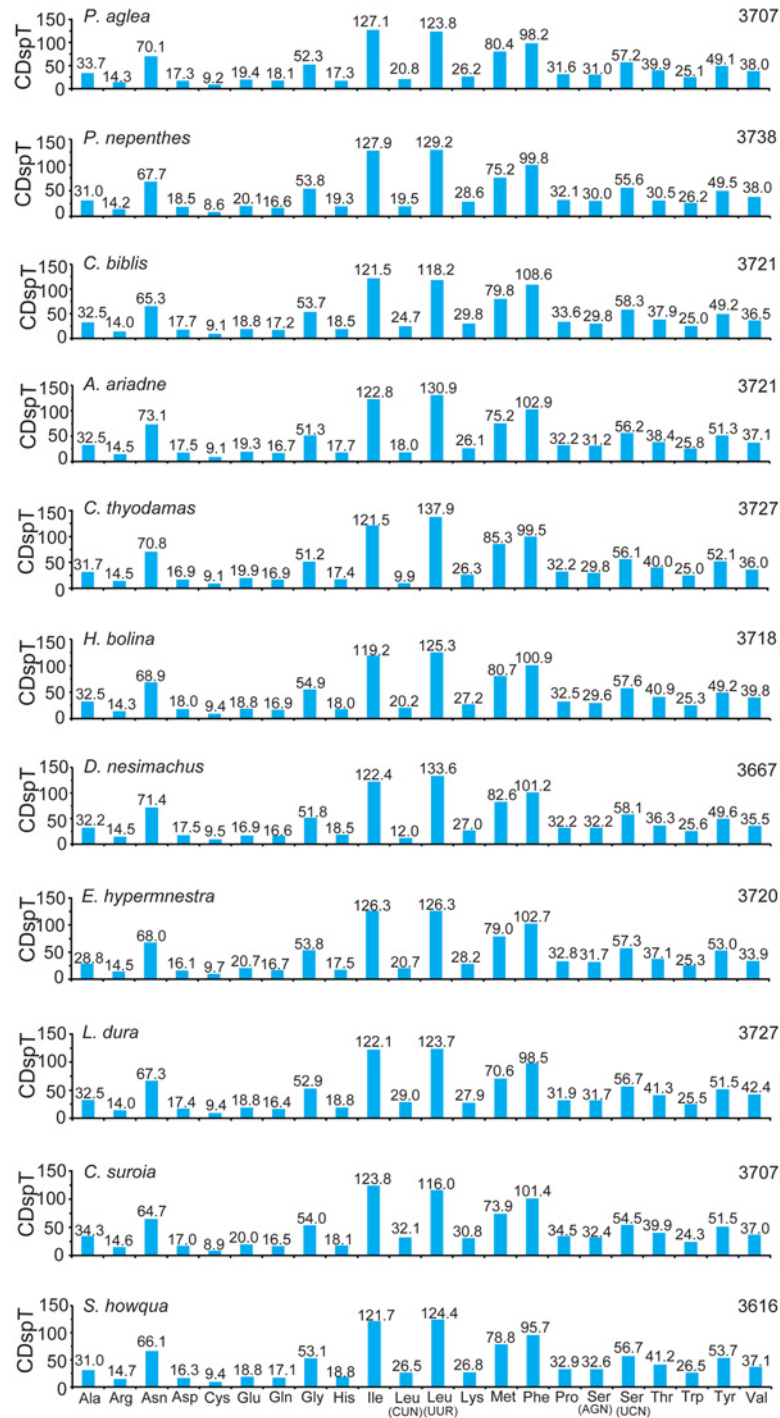 P. aglea 3707
CDspT
150
100
50
0
33.7 14.3 70.1 17.3 9.2 19.4 18.1 52.3 17.3 127.1 20.8 123.8 26.2 80.4 98.2 31.6 31.0 57.2 39.9 25.1 49.1 38.0
P. nepenthes 3738
CDspT
150
100
50
0
31.0 14.2 67.7 18.5 8.6 20.1 16.6 53.8 19.3 127.9 19.5 129.2 28.6 75.2 99.8 32.1 30.0 55.6 30.5 26.2 49.5 38.0
C. biblis 3721
CDspT
150
100
50
0
32.5 14.0 65.3 17.7 9.1 18.8 17.2 53.7 18.5 121.5 24.7 118.2 29.8 79.8 108.6 33.6 29.8 58.3 37.9 25.0 49.2 36.5
A. ariadne 3721
CDspT
150
100
50
0
32.5 14.5 73.1 17.5 9.1 19.3 16.7 51.3 17.7 122.8 18.0 130.9 26.1 75.2 102.9 32.2 31.2 56.2 38.4 25.8 51.3 37.1
C. thyodamas 3727
CDspT
150
100
50
0
31.7 14.5 70.8 16.9 9.1 19.9 16.9 51.2 17.4 121.5 9.9 137.9 26.3 85.3 99.5 32.2 29.8 56.1 40.0 25.0 52.1 36.0
H. bolina 3718
CDspT
150
100
50
0
32.5 14.3 68.9 18.0 9.4 18.8 16.9 54.9 18.0 119.2 20.2 125.3 27.2 80.7 100.9 32.5 29.6 57.6 40.9 25.3 49.2 39.8
D. nesimachus 3667
CDspT
150
100
50
0
32.2 14.5 71.4 17.5 9.5 16.9 16.6 51.8 18.5 122.4 12.0 133.6 27.0 82.6 101.2 32.2 32.2 58.1 36.3 25.6 49.6 35.5
E. hypermnestra 3720
CDspT
150
100
50
0
28.8 14.5 68.0 16.1 9.7 20.7 16.7 53.8 17.5 126.3 20.7 126.3 28.2 79.0 102.7 32.8 31.7 57.3 37.1 25.3 53.0 33.9
L. dura 3727
CDspT
150
100
50
0
32.5 14.0 67.3 17.4 9.4 18.8 16.4 52.9 18.8 122.1 29.0 123.7 27.9 70.6 98.5 31.9 31.7 56.7 41.3 25.5 51.5 42.4
C. suroia 3707
CDspT
150
100
50
0
34.3 14.6 64.7 17.0 8.9 20.0 16.5 54.0 18.1 123.8 32.1 116.0 30.8 73.9 101.4 34.5 32.4 54.5 39.9 24.3 51.5 37.0
S. howqua 3616
CDspT
150
100
50
0
31.0 14.7 66.1 16.3 9.4 18.8 17.1 53.1 18.8 121.7 26.5 124.4 26.8 78.8 95.7 32.9 32.6 56.7 41.2 26.5 53.7 37.1
Ala Arg Asn Asp Cys Glu Gln Gly His Ile Leu Leu Lys Met Phe Pro Ser Ser Thr Trp Tyr Val
(CUN) (UUR) (AGN) (UCN)